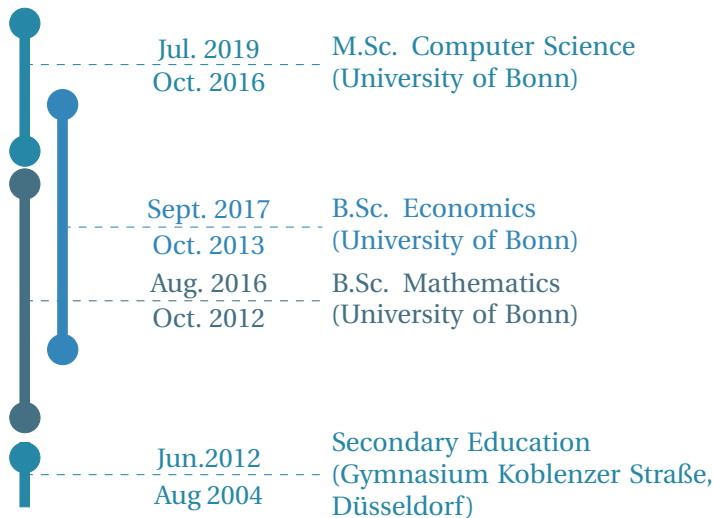 Jul. 2019
Oct. 2016
M.Sc. Computer Science
(University of Bonn)
Sept. 2017
Oct. 2013
B.Sc. Economics
(University of Bonn)
Aug. 2016
Oct. 2012
B.Sc. Mathematics
(University of Bonn)
Jun.2012
Aug 2004
Secondary Education
(Gymnasium Koblenzer Straße,
Düsseldorf)